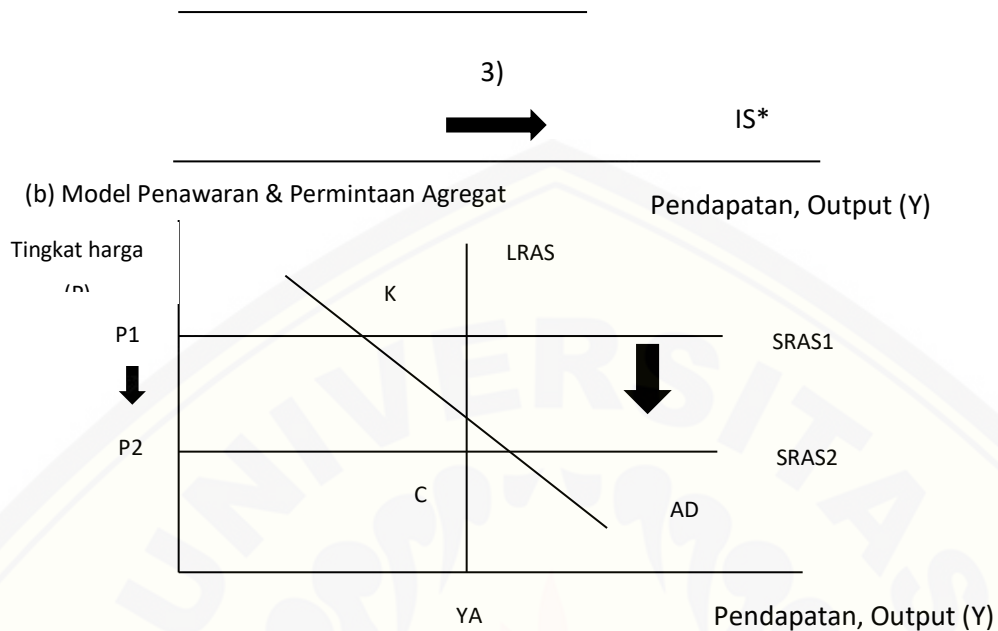 3)
IS*
(b) Model Penawaran & Permintaan Agregat
Pendapatan, Output (Y)
Tingkat harga
(P)
LRAS
K
P1
SRAS1
P2
SRAS2
C
AD
YA
Pendapatan, Output (Y)
UNIVERSITAS